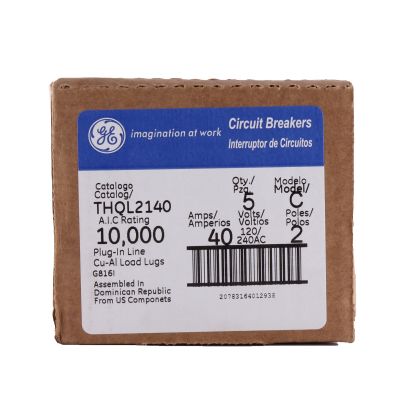 GE imagination at work
Circuit Breakers
Interruptor de Circuitos
Catalogo
Catalog/
THQL2140
A.I.C Rating
10,000
Plug-In Line
Cu-Al Load Lugs
G816I
Assembled In
Dominican Republic
From US Componets
Qty./
Pzg.
5
Modelo
Model/
C
Amps/
Amperios
40
Volts/
Voltios
120/
240AC
Poles/
Polos
2